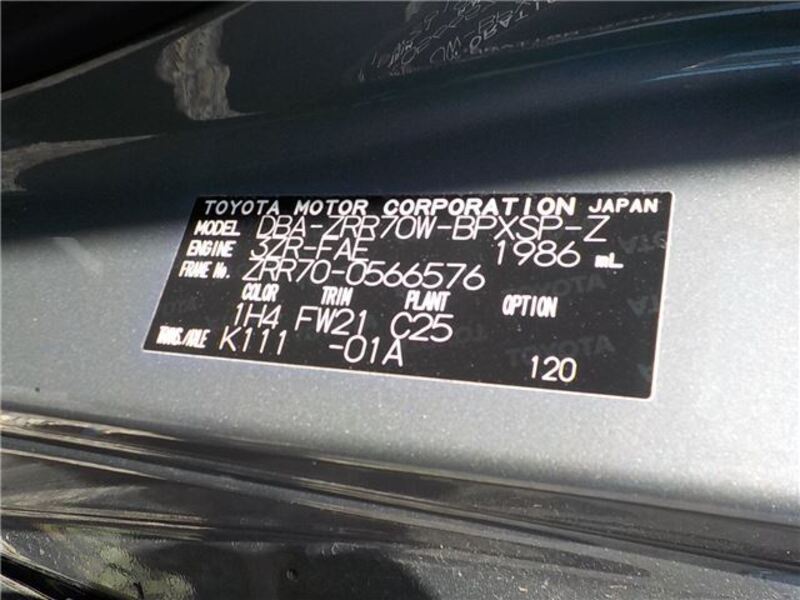 TOYOTA MOTOR CORPORATION JAPAN
MODEL DBA-ZRR70W-BPXSP-Z
ENGINE 3ZR-FAE 1986 mL
FRAME No. ZRR70-0566576
COLOR TRIM PLANT OPTION
1H4 FW21 C25
TRANS./AXLE K111 -01A 120